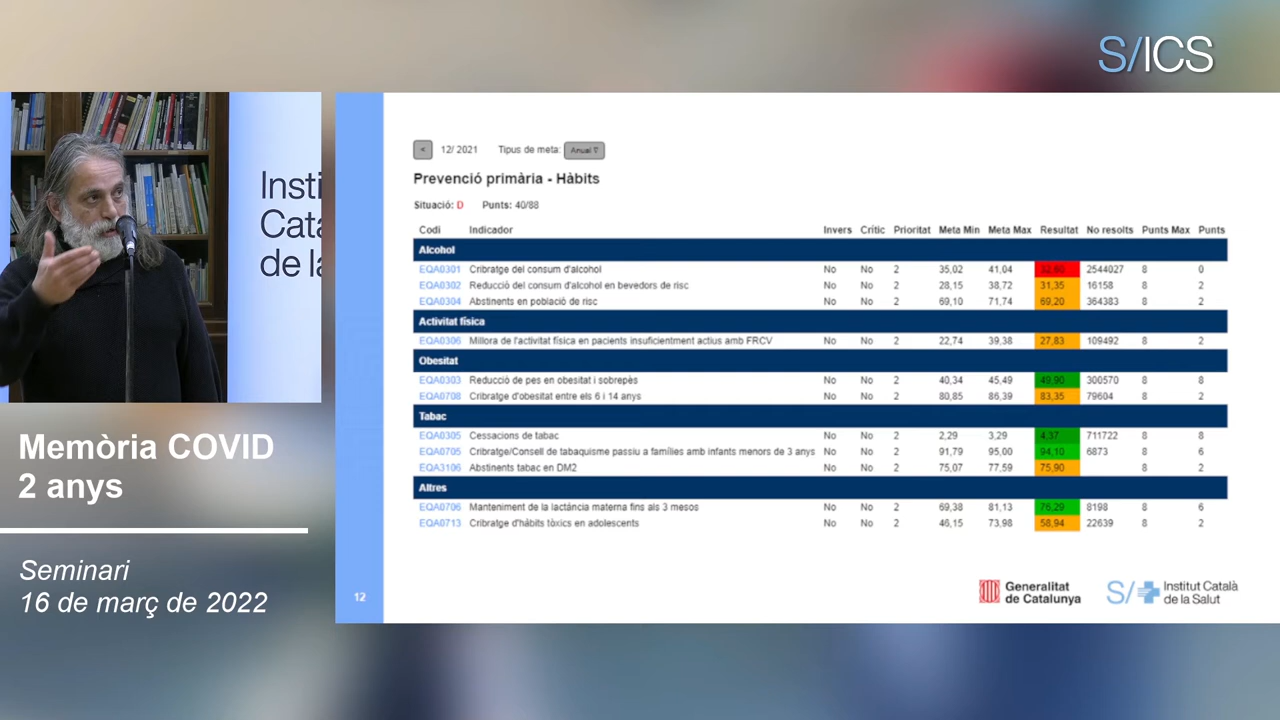 S/ICS
Insti
Cata
de la
Memòria COVID
2 anys
Seminari
16 de març de 2022
< 12/ 2021 Tipus de meta: Anual ▽
Prevenció primària - Hàbits
Situació: D Punts: 40/88
Codi Indicador Invers Crític Prioritat Meta Min Meta Max Resultat No resolts Punts Max Punts
Alcohol
EQA0301 Cribratge del consum d'alcohol No No 2 35,02 41,04 2544027 8 0
EQA0302 Reducció del consum d'alcohol en bevedors de risc No No 2 28,15 38,72 31,35 16158 8 2
EQA0304 Abstinents en població de risc No No 2 69,10 71,74 69,20 364383 8 2
Activitat física
EQA0306 Millora de l'activitat física en pacients insuficientment actius amb FRCV No No 2 22,74 39,38 27,83 109492 8 2
Obesitat
EQA0303 Reducció de pes en obesitat i sobrepès No No 2 40,34 45,49 49,90 300570 8 8
EQA0708 Cribratge d'obesitat entre els 6 i 14 anys No No 2 80,85 86,39 83,35 79604 8 2
Tabac
EQA0305 Cessacions de tabac No No 2 2,29 3,29 4,37 711722 8 8
EQA0705 Cribratge/Consell de tabaquisme passiu a famílies amb infants menors de 3 anys No No 2 91,79 95,00 94,10 6873 8 6
EQA3106 Abstinents tabac en DM2 No No 2 75,07 77,59 75,90 8 2
Altres
EQA0706 Manteniment de la lactància materna fins als 3 mesos No No 2 69,38 81,13 76,29 8198 8 6
EQA0713 Cribratge d'hàbits tòxics en adolescents No No 2 46,15 73,98 58,94 22639 8 2
12
Generalitat
de Catalunya
S/ Institut Català
de la Salut